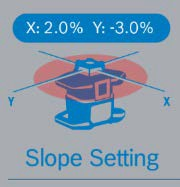 X: 2.0% Y: -3.0%
Y X
Slope Setting